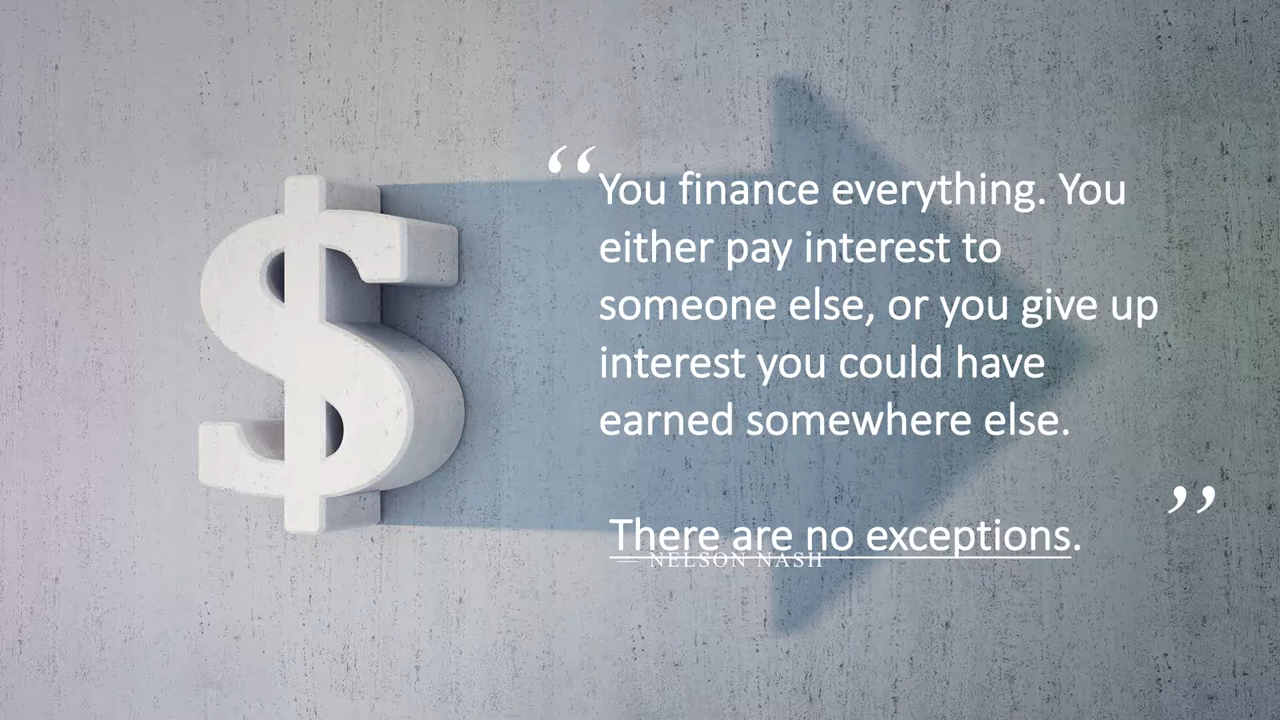 “You finance everything. You
either pay interest to
someone else, or you give up
interest you could have
earned somewhere else.
There are no exceptions.”
— NELSON NASH